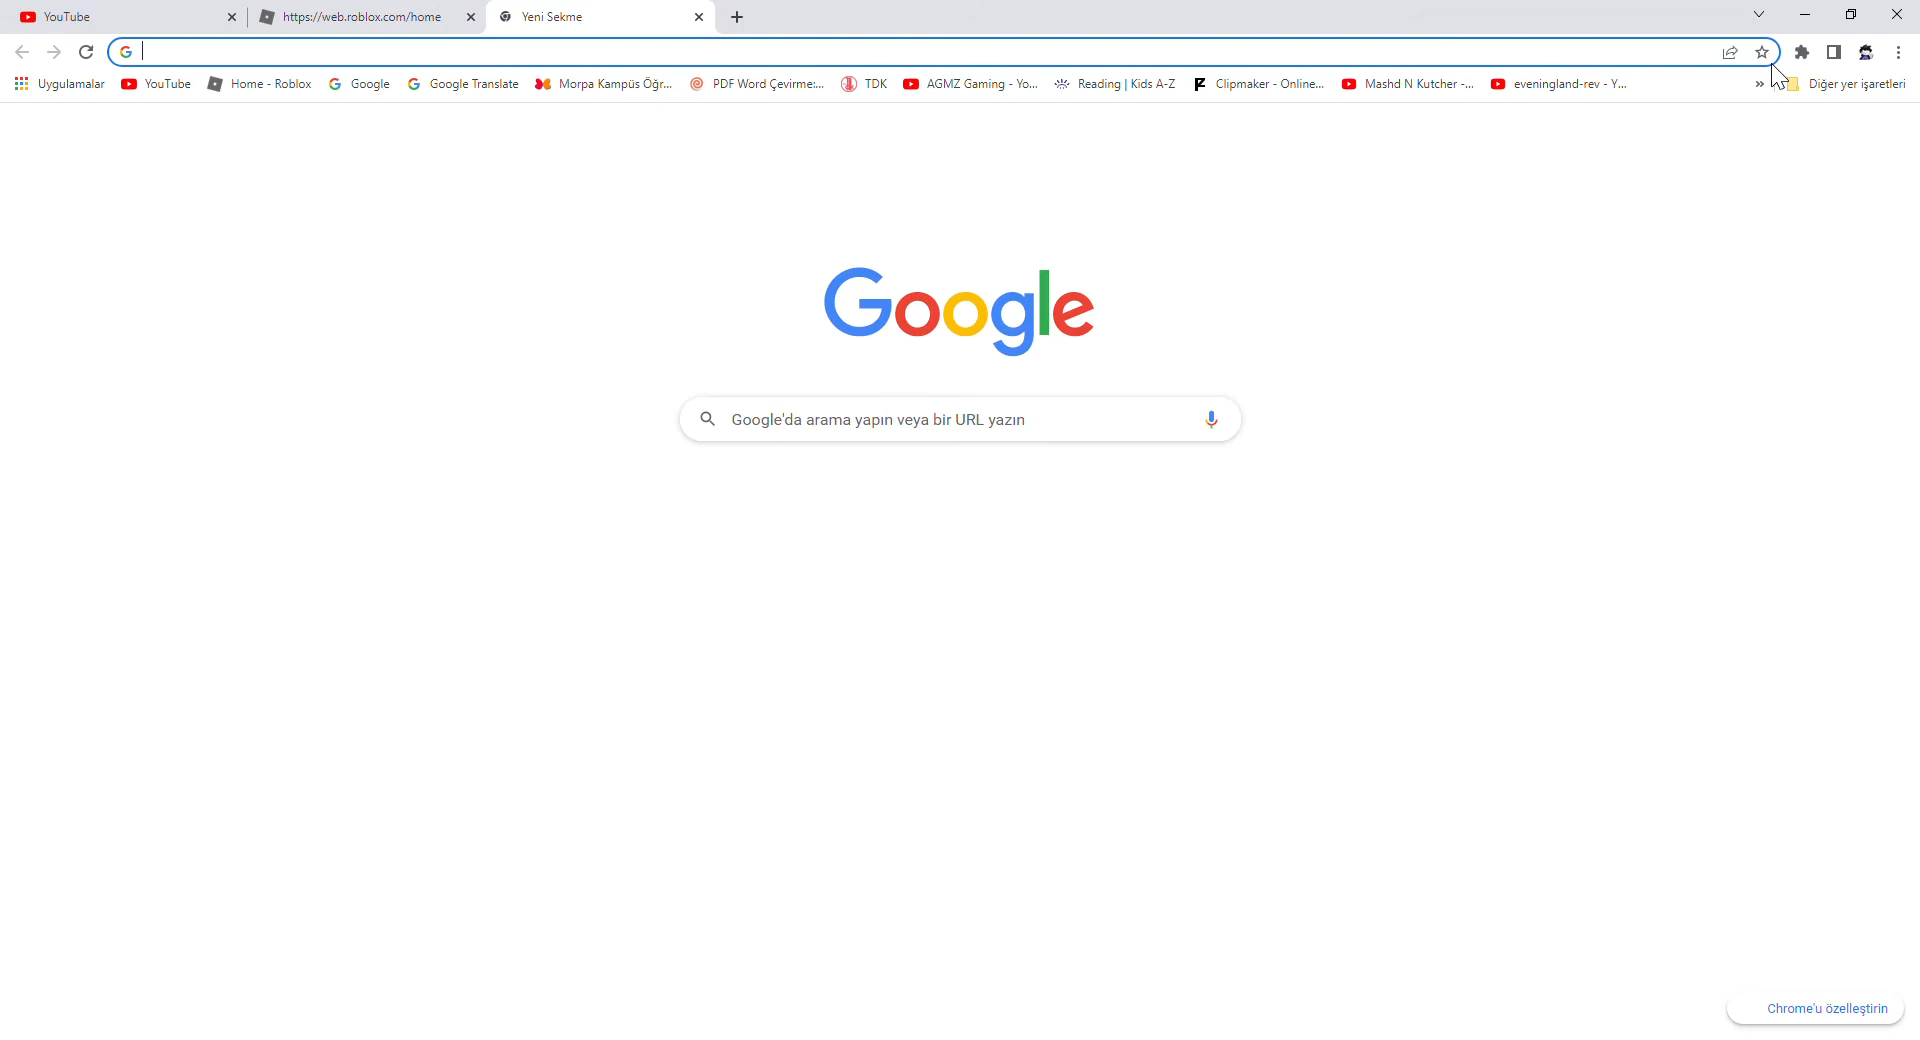 YouTube
https://web.roblox.com/home
Yeni Sekme
Uygulamalar
YouTube
Home - Roblox
Google
Google Translate
Morpa Kampüs Öğr...
PDF Word Çevirme:...
TDK
AGMZ Gaming - Yo...
Reading | Kids A-Z
Clipmaker - Online...
Mashd N Kutcher -...
eveningland-rev - Y...
»
Diğer yer işaretleri
Google
Google'da arama yapın veya bir URL yazın
Chrome'u özelleştirin